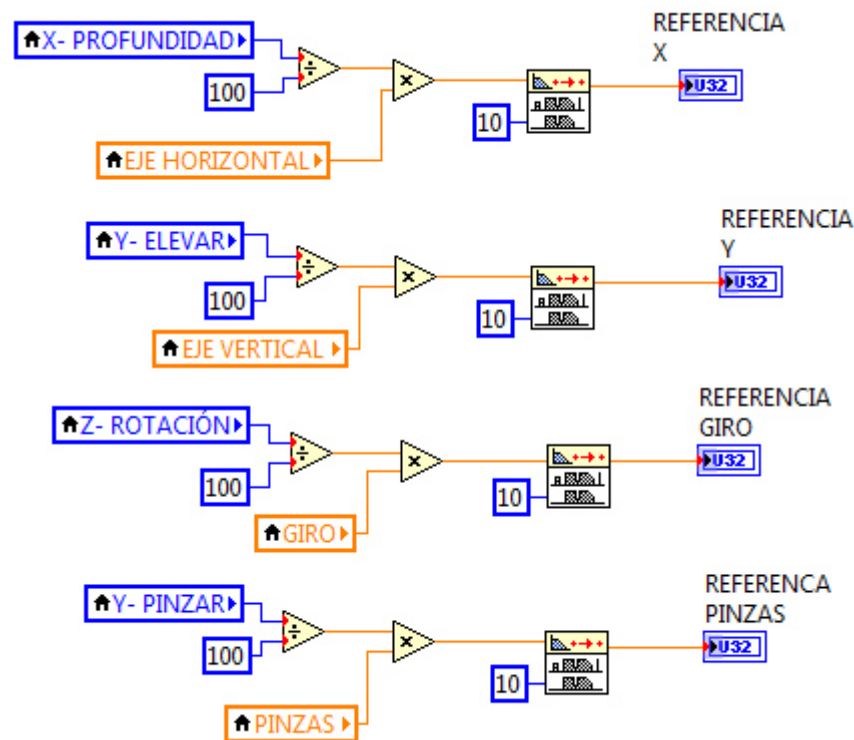 REFERENCIA
X
X- PROFUNDIDAD
100
10
U32
EJE HORIZONTAL
REFERENCIA
Y
Y- ELEVAR
100
10
U32
EJE VERTICAL
REFERENCIA
GIRO
Z- ROTACIÓN
100
10
U32
GIRO
REFERENCA
PINZAS
Y- PINZAR
100
10
U32
PINZAS